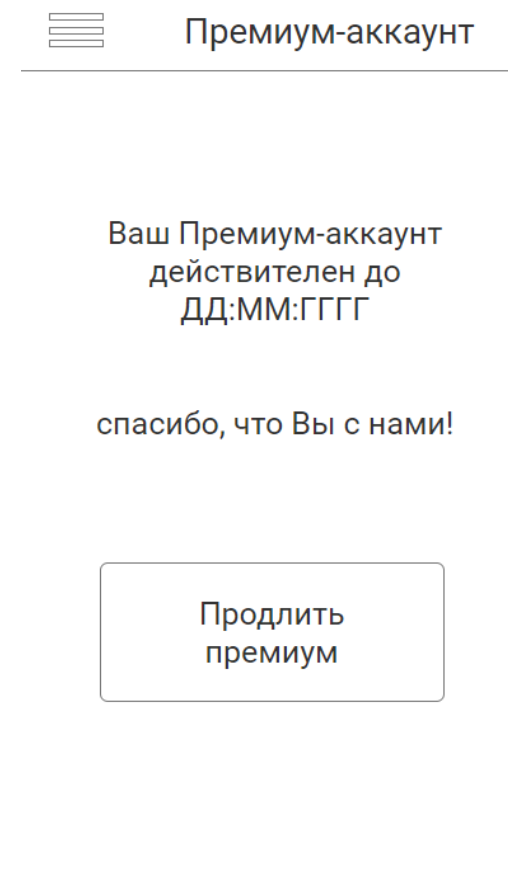 Премиум-аккаунт
Ваш Премиум-аккаунт
действителен до
ДД:ММ:ГГГГ
спасибо, что Вы с нами!
Продлить
премиум